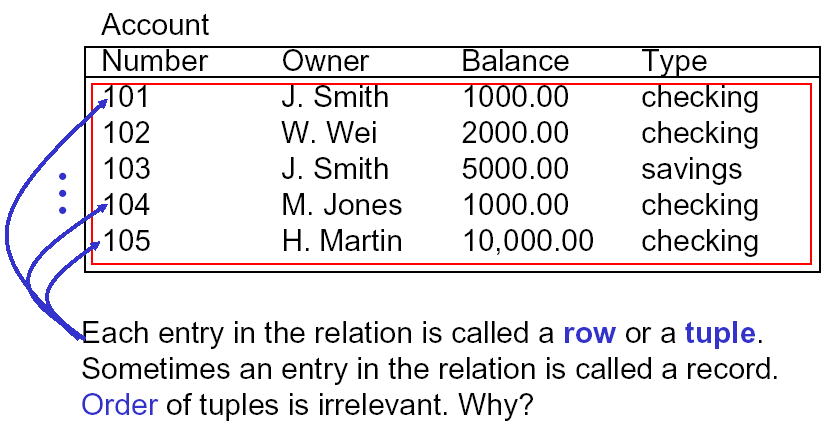 Account
Number Owner Balance Type
101 J. Smith 1000.00 checking
102 W. Wei 2000.00 checking
103 J. Smith 5000.00 savings
104 M. Jones 1000.00 checking
105 H. Martin 10,000.00 checking
Each entry in the relation is called a row or a tuple.
Sometimes an entry in the relation is called a record.
Order of tuples is irrelevant. Why?